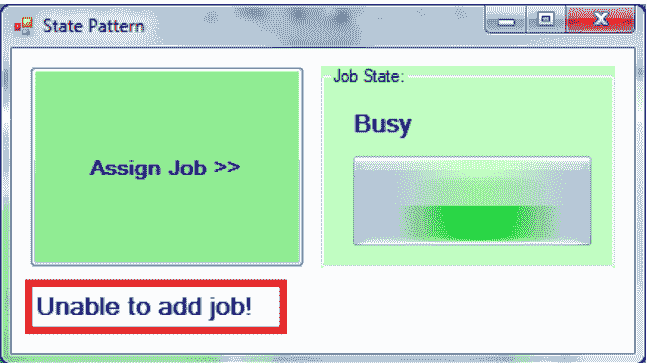 State Pattern
Assign Job >>
Job State:
Busy
Unable to add job!